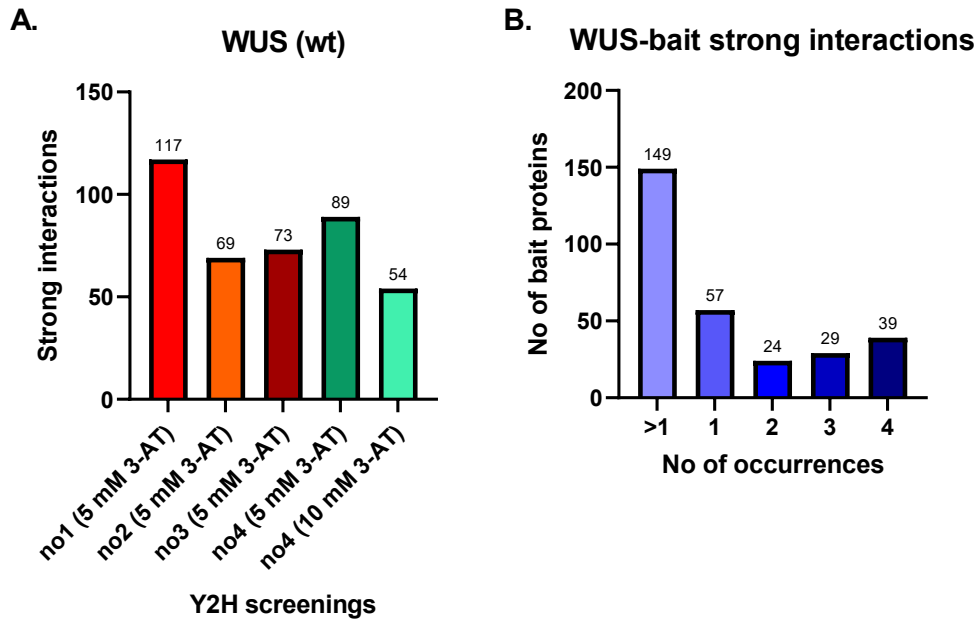 A.
WUS (wt)
Strong interactions
150
100
50
0
117
69
73
89
54
no1 (5 mM 3-AT)
no2 (5 mM 3-AT)
no3 (5 mM 3-AT)
no4 (5 mM 3-AT)
no4 (10 mM 3-AT)
Y2H screenings
B.
WUS-bait strong interactions
No of bait proteins
200
150
100
50
0
149
57
24
29
39
>1
1
2
3
4
No of occurrences